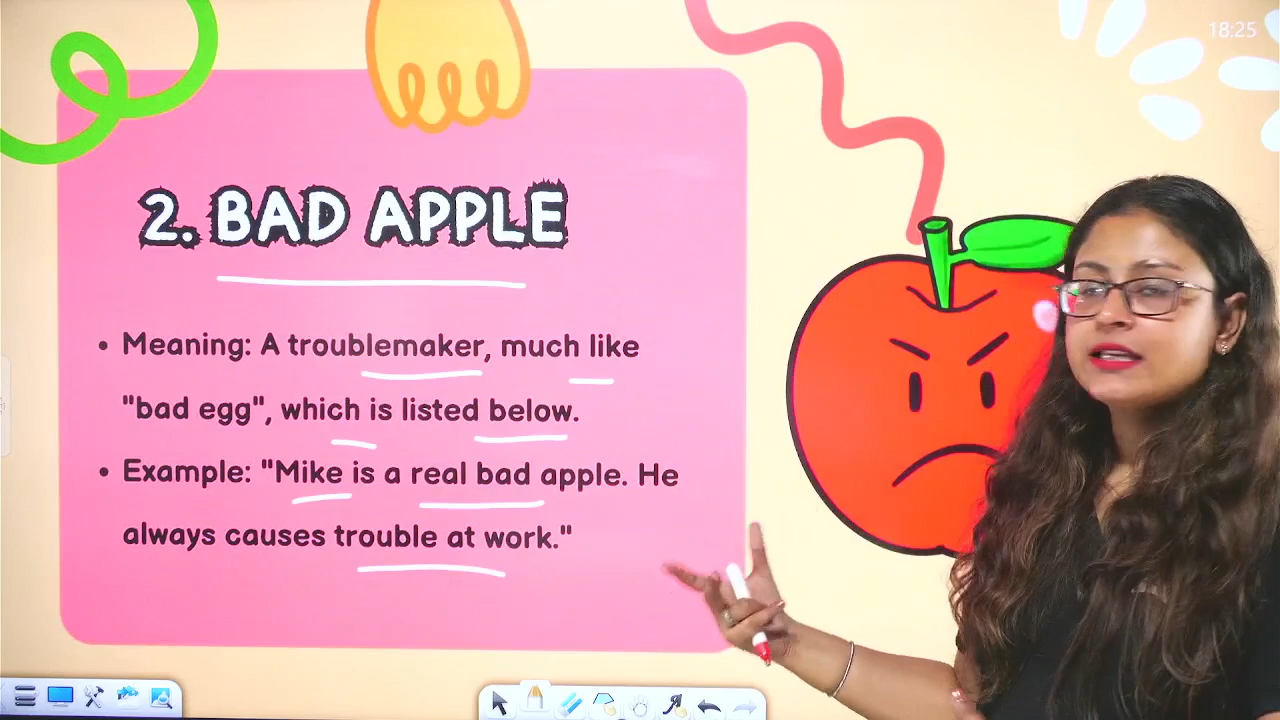 18:25
2. BAD APPLE
• Meaning: A troublemaker, much like
"bad egg", which is listed below.
• Example: "Mike is a real bad apple. He
always causes trouble at work."